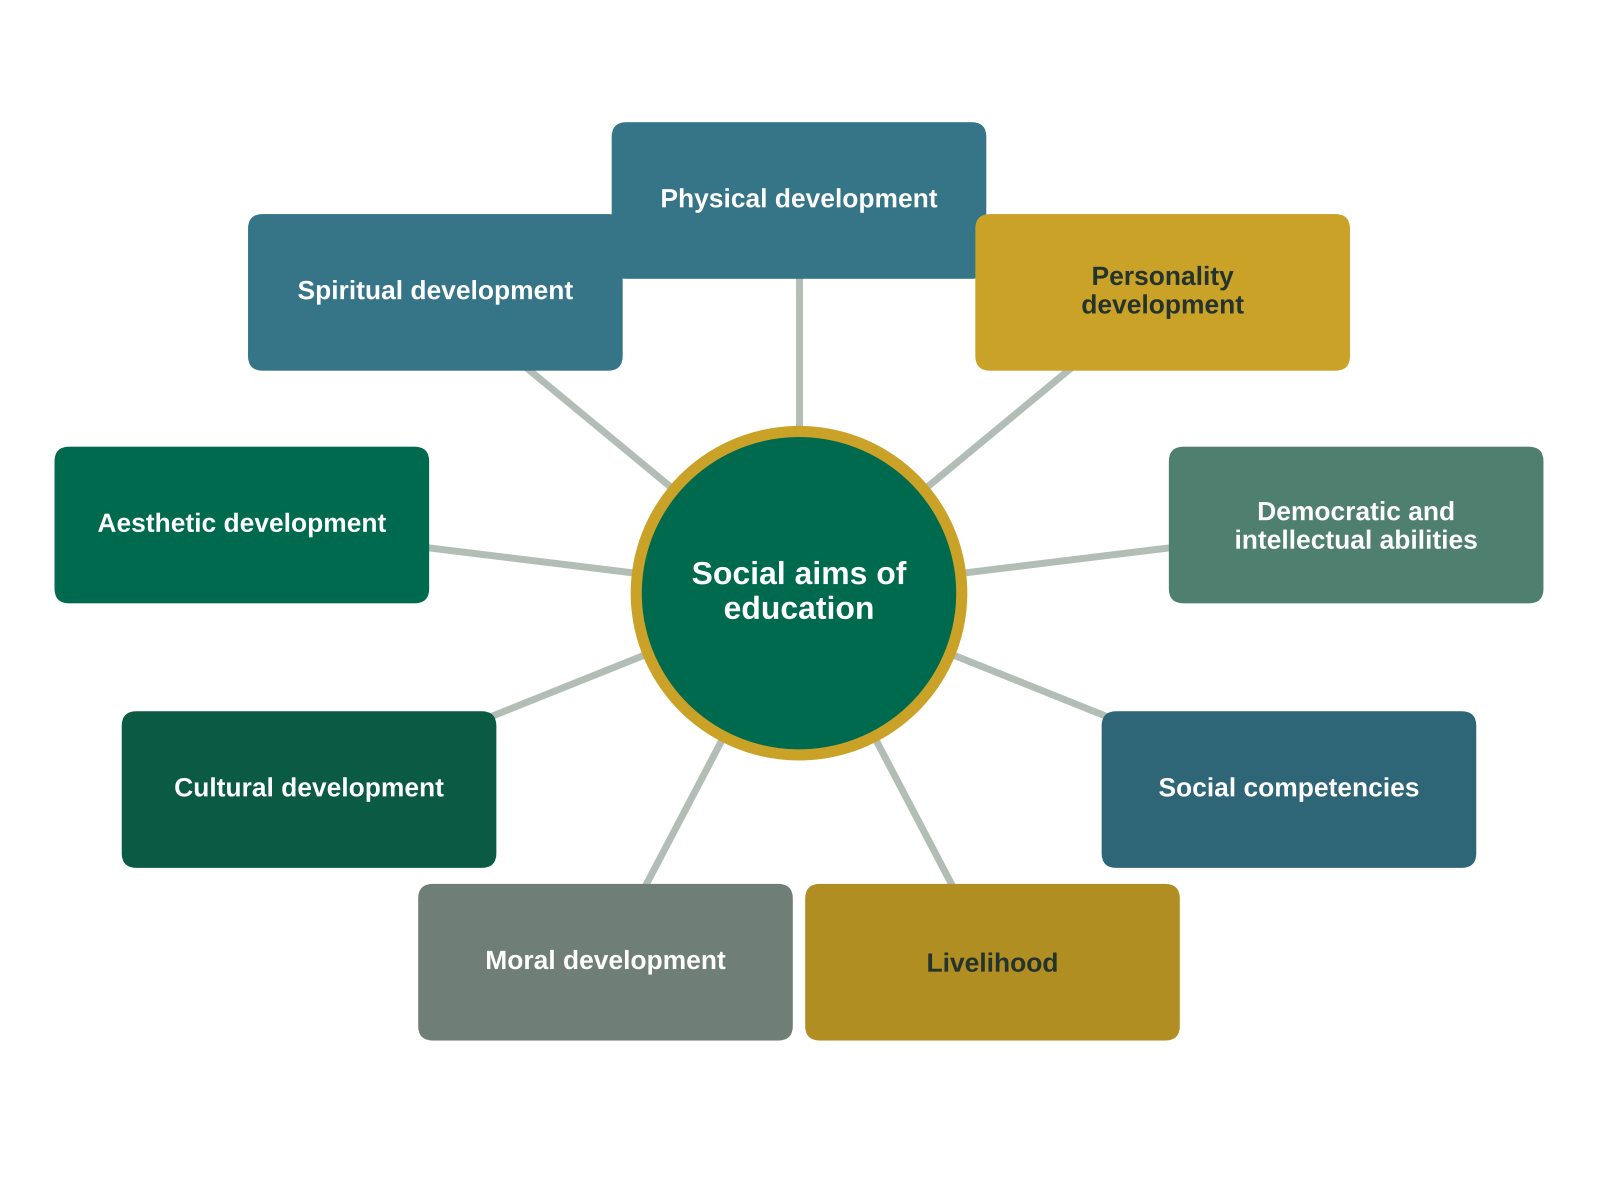 Physical development
Spiritual development
Personality
development
Aesthetic development
Democratic and
intellectual abilities
Social aims of
education
Cultural development
Social competencies
Moral development
Livelihood